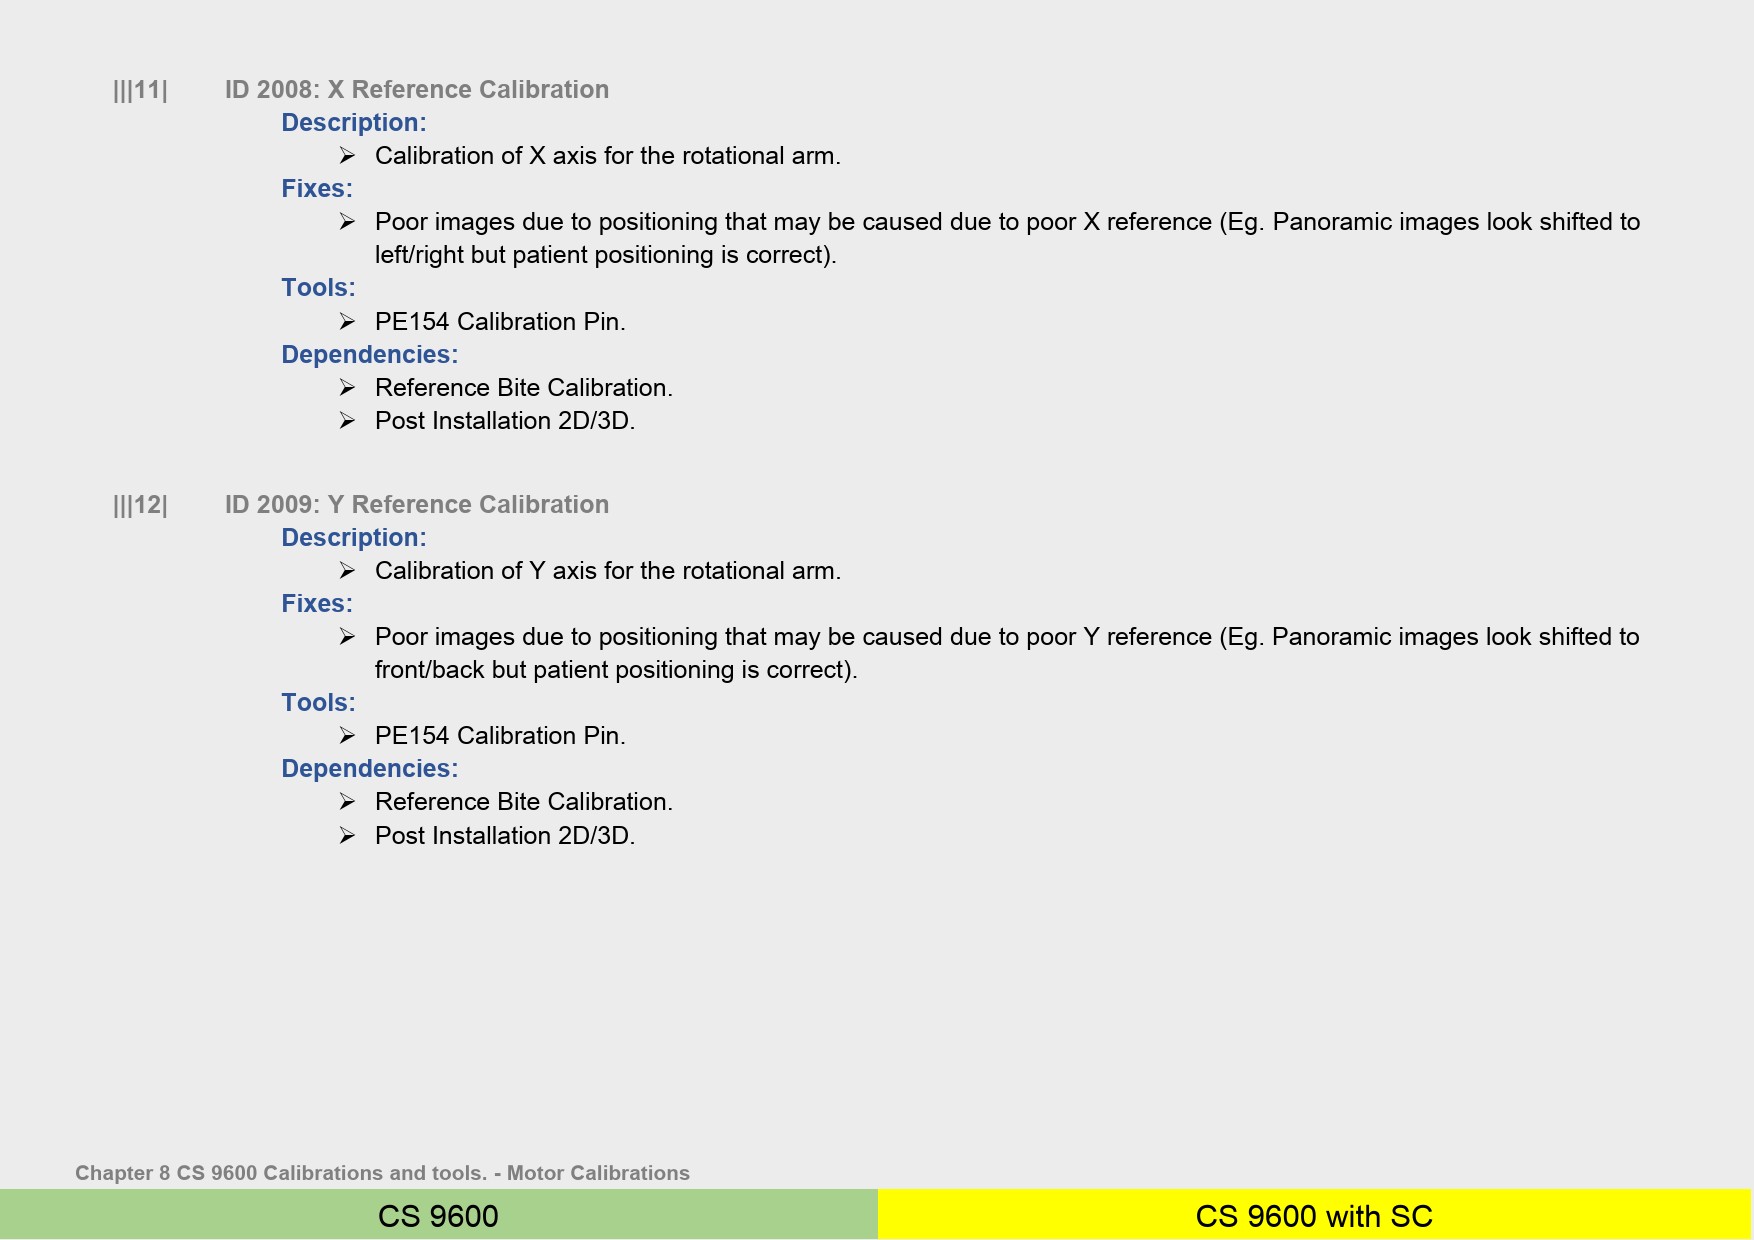 |||11| ID 2008: X Reference Calibration
Description:
➢ Calibration of X axis for the rotational arm.
Fixes:
➢ Poor images due to positioning that may be caused due to poor X reference (Eg. Panoramic images look shifted to
left/right but patient positioning is correct).
Tools:
➢ PE154 Calibration Pin.
Dependencies:
➢ Reference Bite Calibration.
➢ Post Installation 2D/3D.
|||12| ID 2009: Y Reference Calibration
Description:
➢ Calibration of Y axis for the rotational arm.
Fixes:
➢ Poor images due to positioning that may be caused due to poor Y reference (Eg. Panoramic images look shifted to
front/back but patient positioning is correct).
Tools:
➢ PE154 Calibration Pin.
Dependencies:
➢ Reference Bite Calibration.
➢ Post Installation 2D/3D.
Chapter 8 CS 9600 Calibrations and tools. - Motor Calibrations
CS 9600 CS 9600 with SC